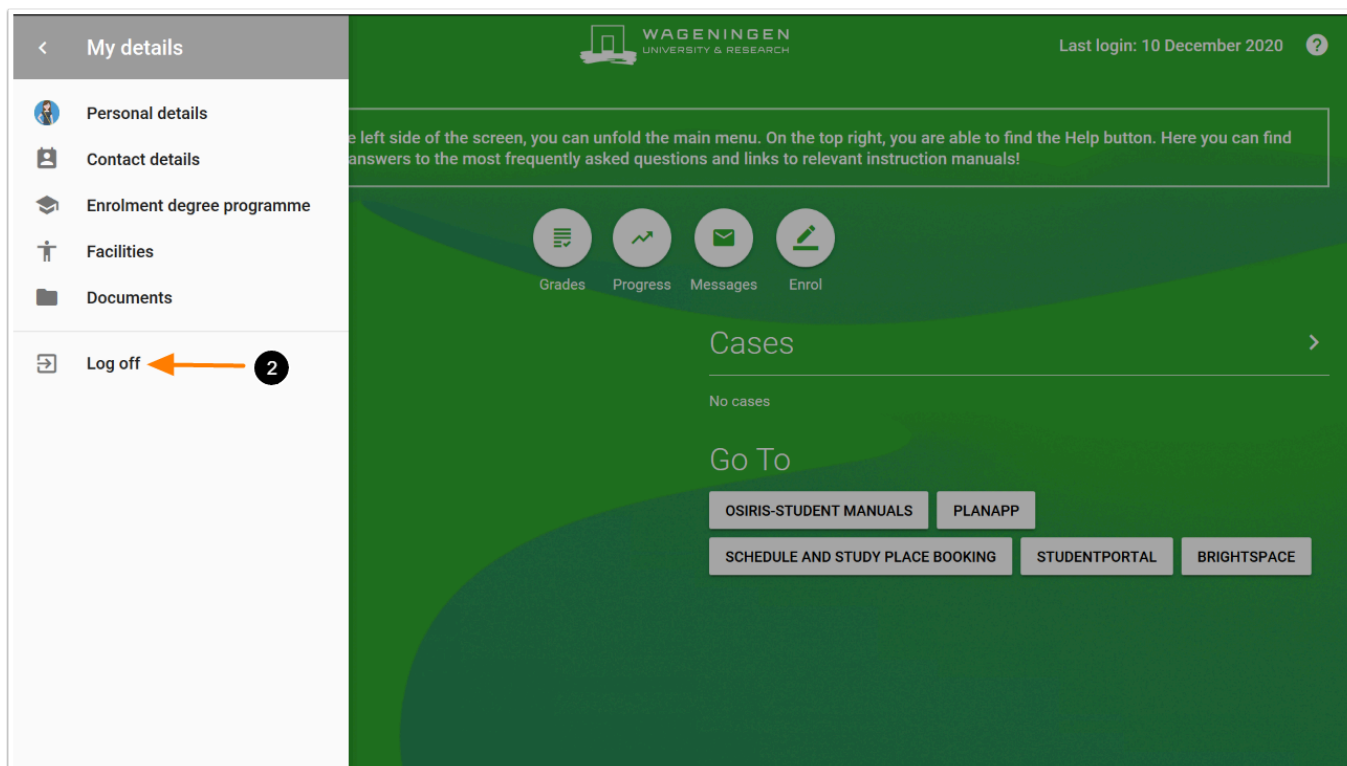 My details
Personal details
Contact details
Enrolment degree programme
Facilities
Documents
Log off
2
WAGENINGEN
UNIVERSITY & RESEARCH
Last login: 10 December 2020
?
e left side of the screen, you can unfold the main menu. On the top right, you are able to find the Help button. Here you can find
answers to the most frequently asked questions and links to relevant instruction manuals!
Grades Progress Messages Enrol
Cases
No cases
Go To
OSIRIS-STUDENT MANUALS PLANAPP
SCHEDULE AND STUDY PLACE BOOKING STUDENTPORTAL BRIGHTSPACE